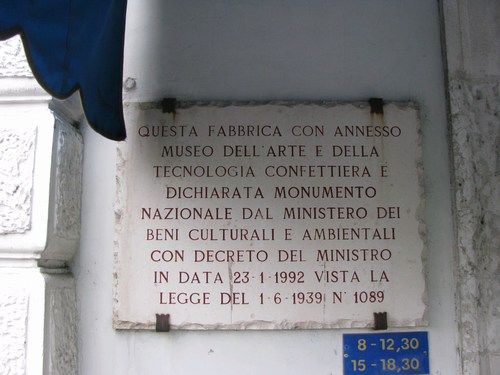 QUESTA FABBRICA CON ANNESSO
MUSEO DELL'ARTE E DELLA
TECNOLOGIA CONFETTIERA È
DICHIARATA MONUMENTO
NAZIONALE DAL MINISTERO DEI
BENI CULTURALI E AMBIENTALI
CON DECRETO DEL MINISTRO
IN DATA 23-1-1992 VISTA LA
LEGGE DEL 1-6-1939 N° 1089
8-12,30
15-18,30